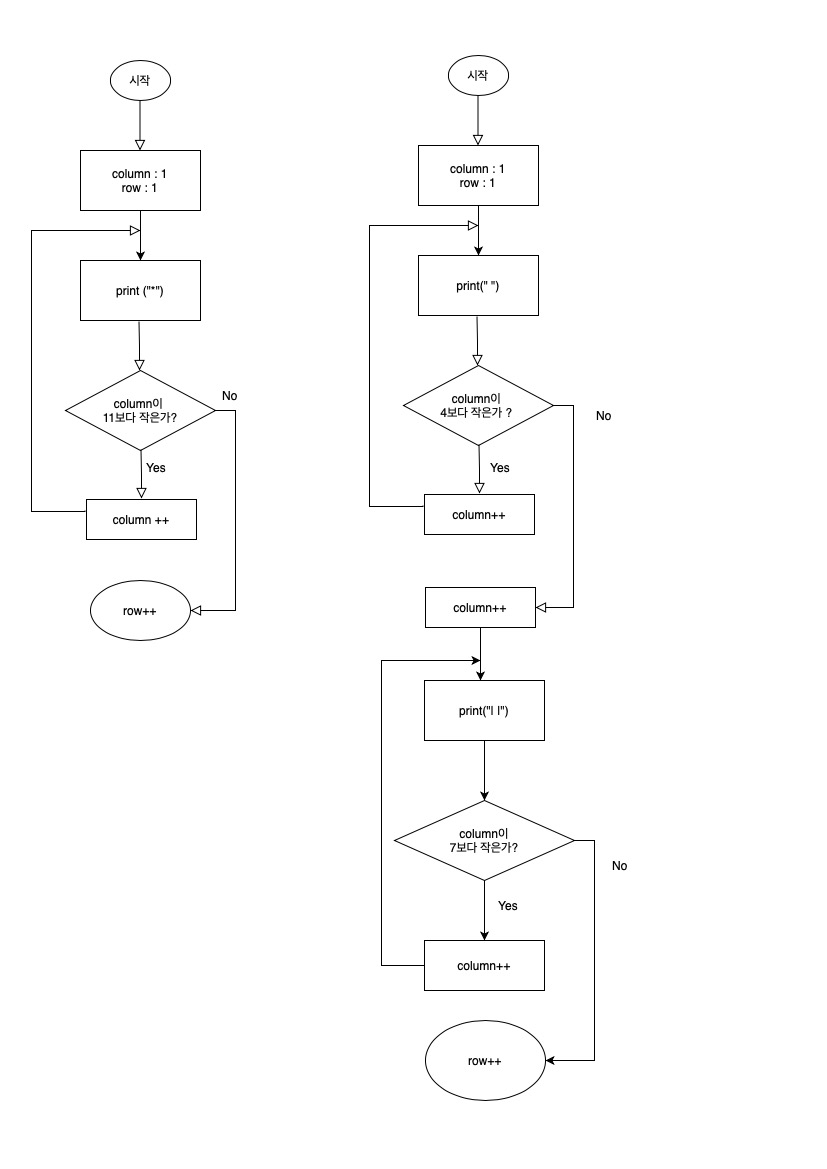 시작
column : 1
row : 1
print ("*")
column이
11보다 작은가?
No
Yes
column ++
row++
시작
column : 1
row : 1
print(" ")
column이
4보다 작은가 ?
No
Yes
column++
column++
print("| |")
column이
7보다 작은가?
No
Yes
column++
row++